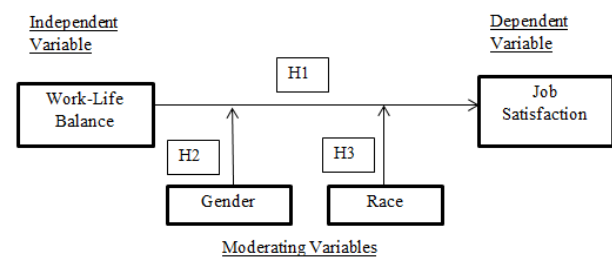 Independent
Variable
Dependent
Variable
H1
Work-Life
Balance
Job
Satisfaction
H2
H3
Gender
Race
Moderating Variables